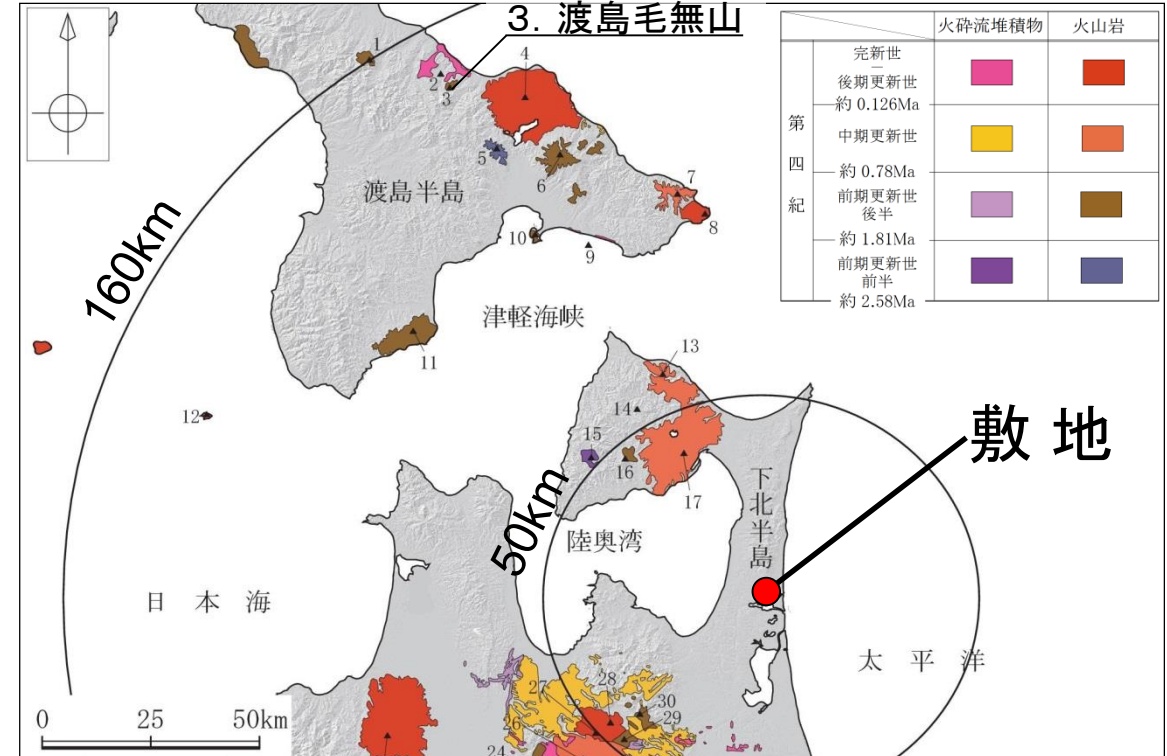 3. 渡島毛無山
火砕流堆積物
火山岩
第四紀
完新世
–
後期更新世
約 0.126Ma
中期更新世
約 0.78Ma
前期更新世
後半
約 1.81Ma
前期更新世
前半
約 2.58Ma
1
2
3
4
5
6
7
8
9
10
11
12
13
14
15
16
17
渡島半島
160km
津軽海峡
敷 地
下北半島
50km
陸奥湾
日 本 海
太 平 洋
27
28
30
29
26
24
0 25 50km